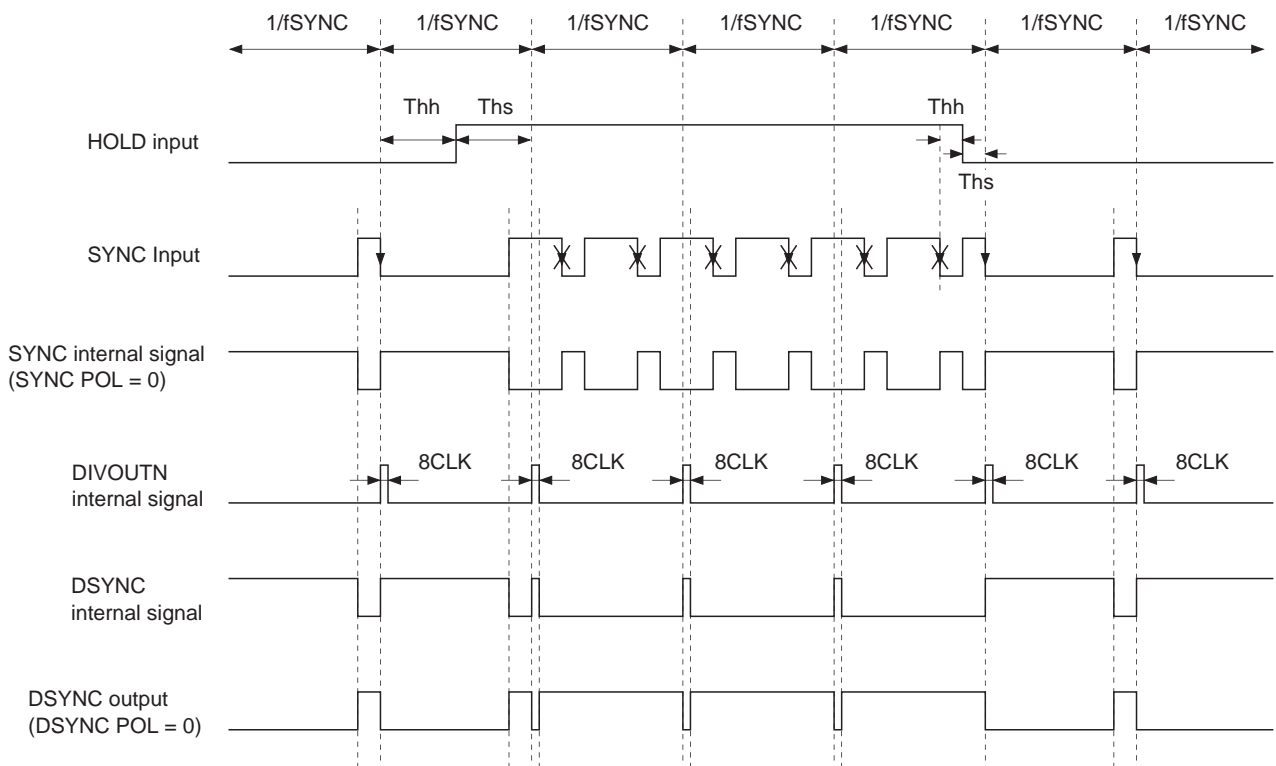 1/fSYNC 1/fSYNC 1/fSYNC 1/fSYNC 1/fSYNC 1/fSYNC 1/fSYNC
Thh Ths Thh
HOLD input
Ths
SYNC Input
SYNC internal signal
(SYNC POL = 0)
DIVOUTN 8CLK 8CLK 8CLK 8CLK 8CLK 8CLK
internal signal
DSYNC
internal signal
DSYNC output
(DSYNC POL = 0)